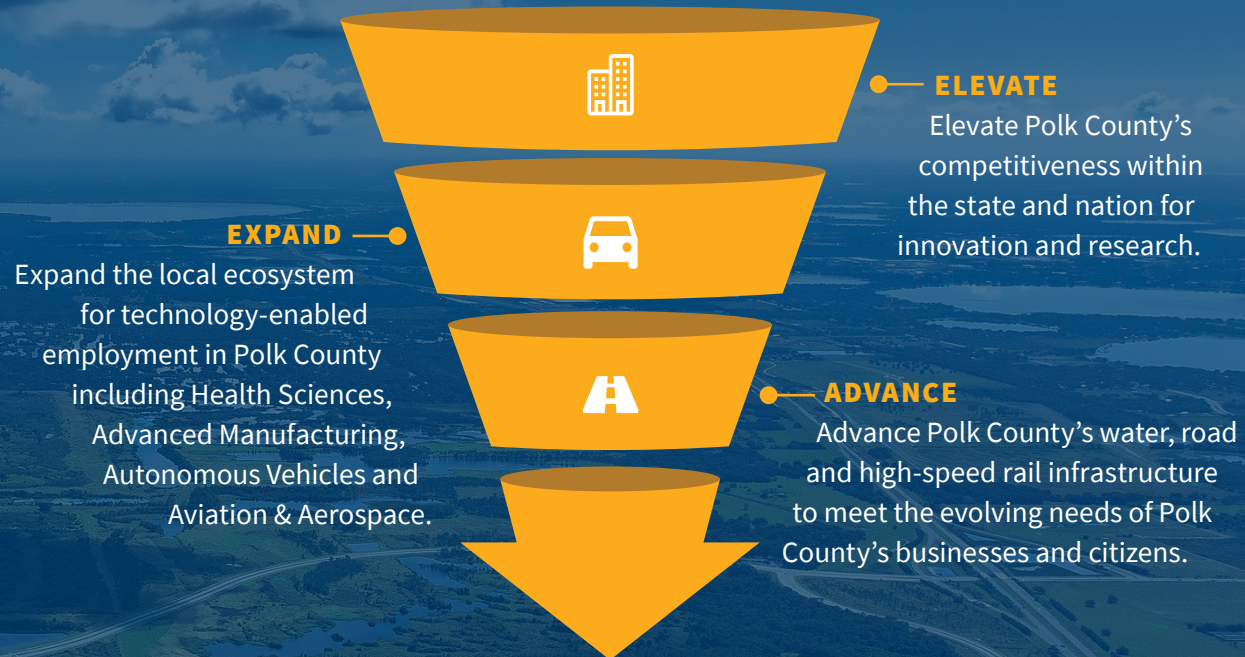 ELEVATE
Elevate Polk County’s
competitiveness within
the state and nation for
innovation and research.
EXPAND
Expand the local ecosystem
for technology-enabled
employment in Polk County
including Health Sciences,
Advanced Manufacturing,
Autonomous Vehicles and
Aviation & Aerospace.
ADVANCE
Advance Polk County’s water, road
and high-speed rail infrastructure
to meet the evolving needs of Polk
County’s businesses and citizens.